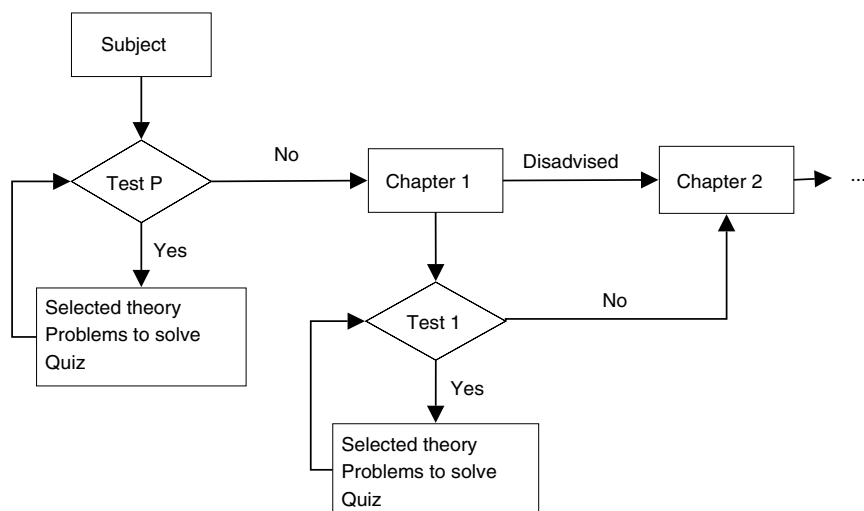 Subject
Test P
No
Chapter 1
Disadvised
Chapter 2
...
Yes
Selected theory
Problems to solve
Quiz
Test 1
No
Yes
Selected theory
Problems to solve
Quiz